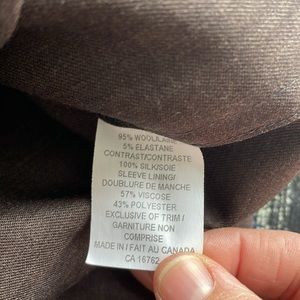 95% WOOL/LAINE
5% ELASTANE
CONTRAST/CONTRASTE
100% SILK/SOIE
SLEEVE LINING/
DOUBLURE DE MANCHE
57% VISCOSE
43% POLYESTER
EXCLUSIVE OF TRIM /
GARNITURE NON
COMPRISE
MADE IN / FAIT AU CANADA
CA 16762